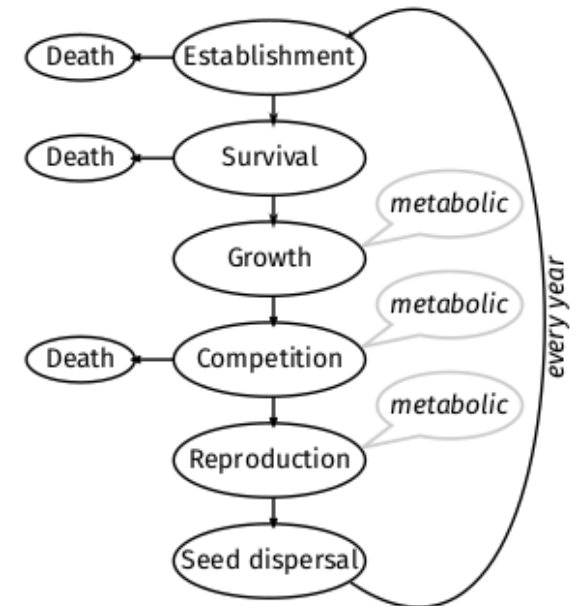 Death
Establishment
Death
Survival
metabolic
Growth
metabolic
Death
Competition
metabolic
Reproduction
Seed dispersal
every year